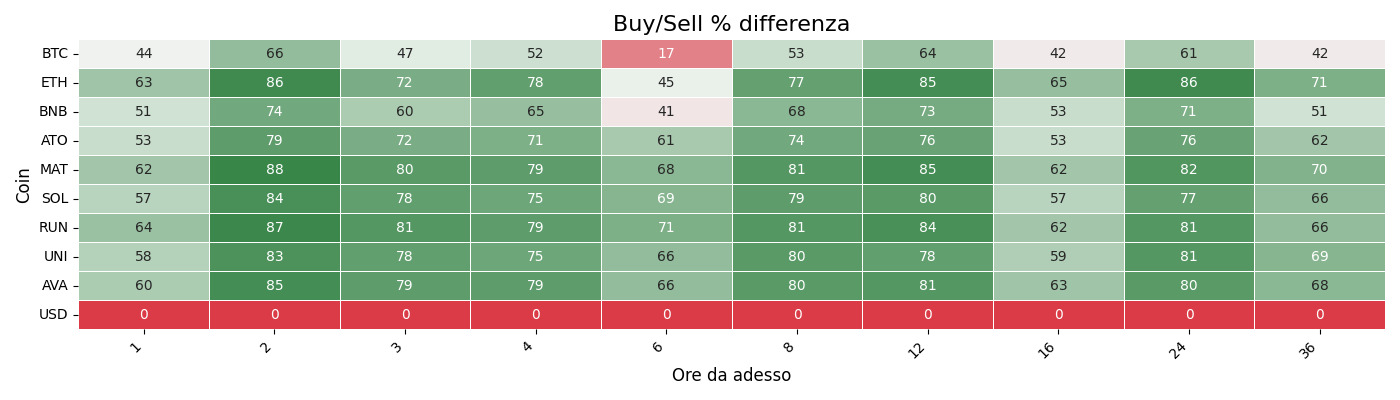 Buy/Sell % differenza
Coin
BTC 44 66 47 52 17 53 64 42 61 42
ETH 63 86 72 78 45 77 85 65 86 71
BNB 51 74 60 65 41 68 73 53 71 51
ATO 53 79 72 71 61 74 76 53 76 62
MAT 62 88 80 79 68 81 85 62 82 70
SOL 57 84 78 75 69 79 80 57 77 66
RUN 64 87 81 79 71 81 84 62 81 66
UNI 58 83 78 75 66 80 78 59 81 69
AVA 60 85 79 79 66 80 81 63 80 68
USD 0 0 0 0 0 0 0 0 0 0
1 2 3 4 6 8 12 16 24 36
Ore da adesso